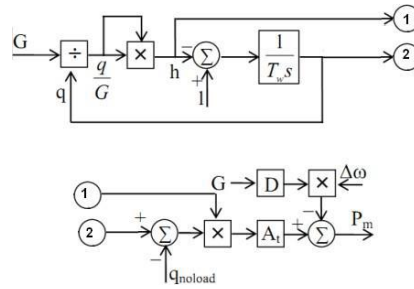 G
÷
q
q
G
×
h
−
Σ
+
1
1
T_w s
1
2
1
2
G
D
×
Δω
−
+
Σ
−
q_noload
×
A_t
+
Σ
P_m